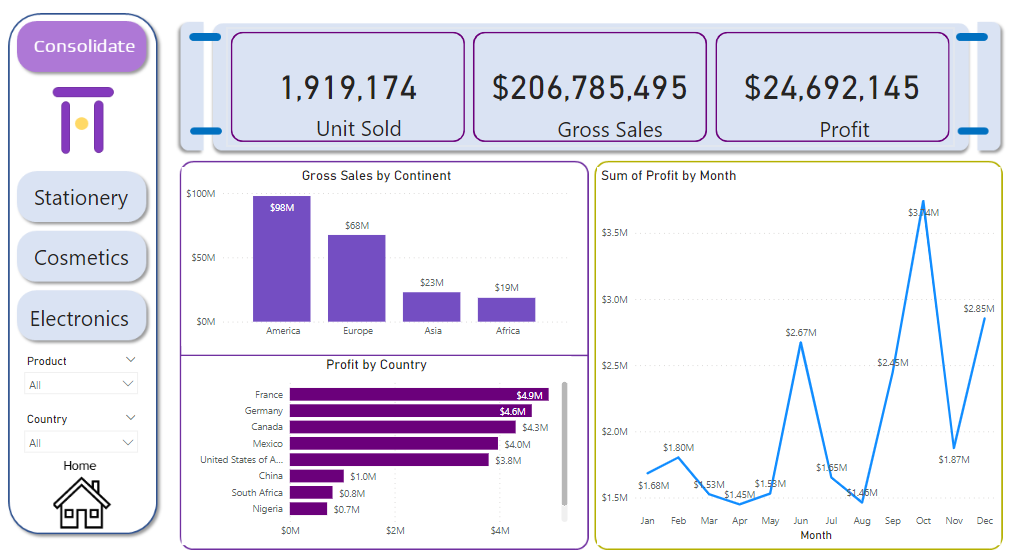 Consolidate
Stationery
Cosmetics
Electronics
Product
All
Country
All
Home
1,919,174
Unit Sold
$206,785,495
Gross Sales
$24,692,145
Profit
Gross Sales by Continent
$100M
$50M
$0M
$98M
$68M
$23M
$19M
America
Europe
Asia
Africa
Profit by Country
France
$4.9M
Germany
$4.6M
Canada
$4.3M
Mexico
$4.0M
United States of A...
$3.8M
China
$1.0M
South Africa
$0.8M
Nigeria
$0.7M
$0M
$2M
$4M
Sum of Profit by Month
$3.5M
$3.0M
$2.5M
$2.0M
$1.5M
$1.68M
$1.80M
$1.53M
$1.45M
$1.53M
$2.67M
$1.65M
$1.46M
$2.45M
$3.74M
$1.87M
$2.85M
Jan
Feb
Mar
Apr
May
Jun
Jul
Aug
Sep
Oct
Nov
Dec
Month